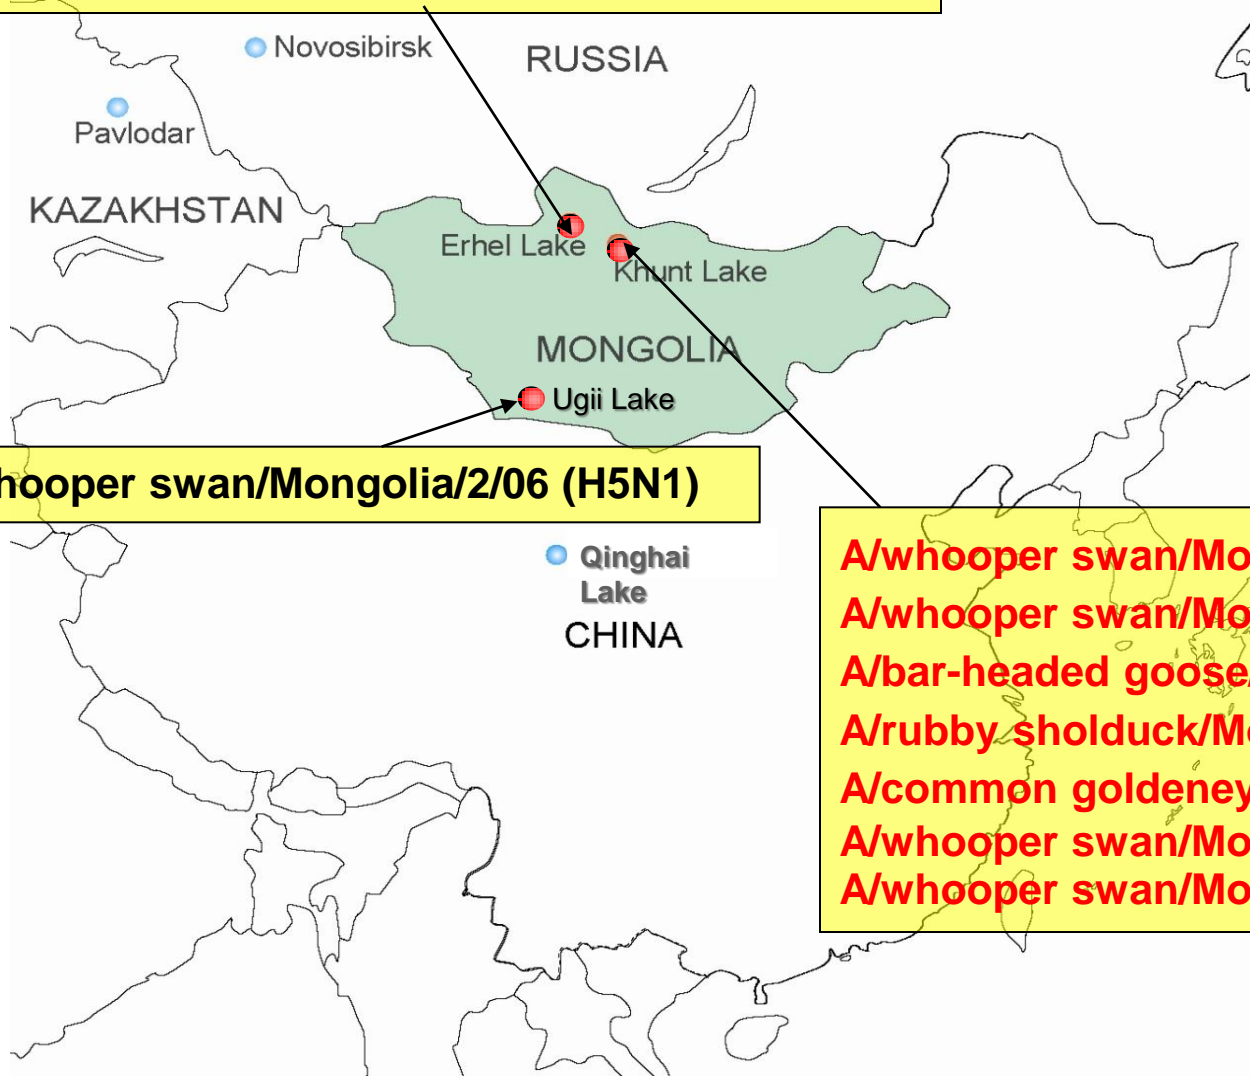 Novosibirsk
RUSSIA
Pavlodar
KAZAKHSTAN
Erhel Lake
Khunt Lake
MONGOLIA
Ugii Lake
hooper swan/Mongolia/2/06 (H5N1)
Qinghai
Lake
CHINA
A/whooper swan/Mo
A/whooper swan/Mo
A/bar-headed goose/
A/rubby sholduck/Mo
A/common goldeney
A/whooper swan/Mo
A/whooper swan/Mo